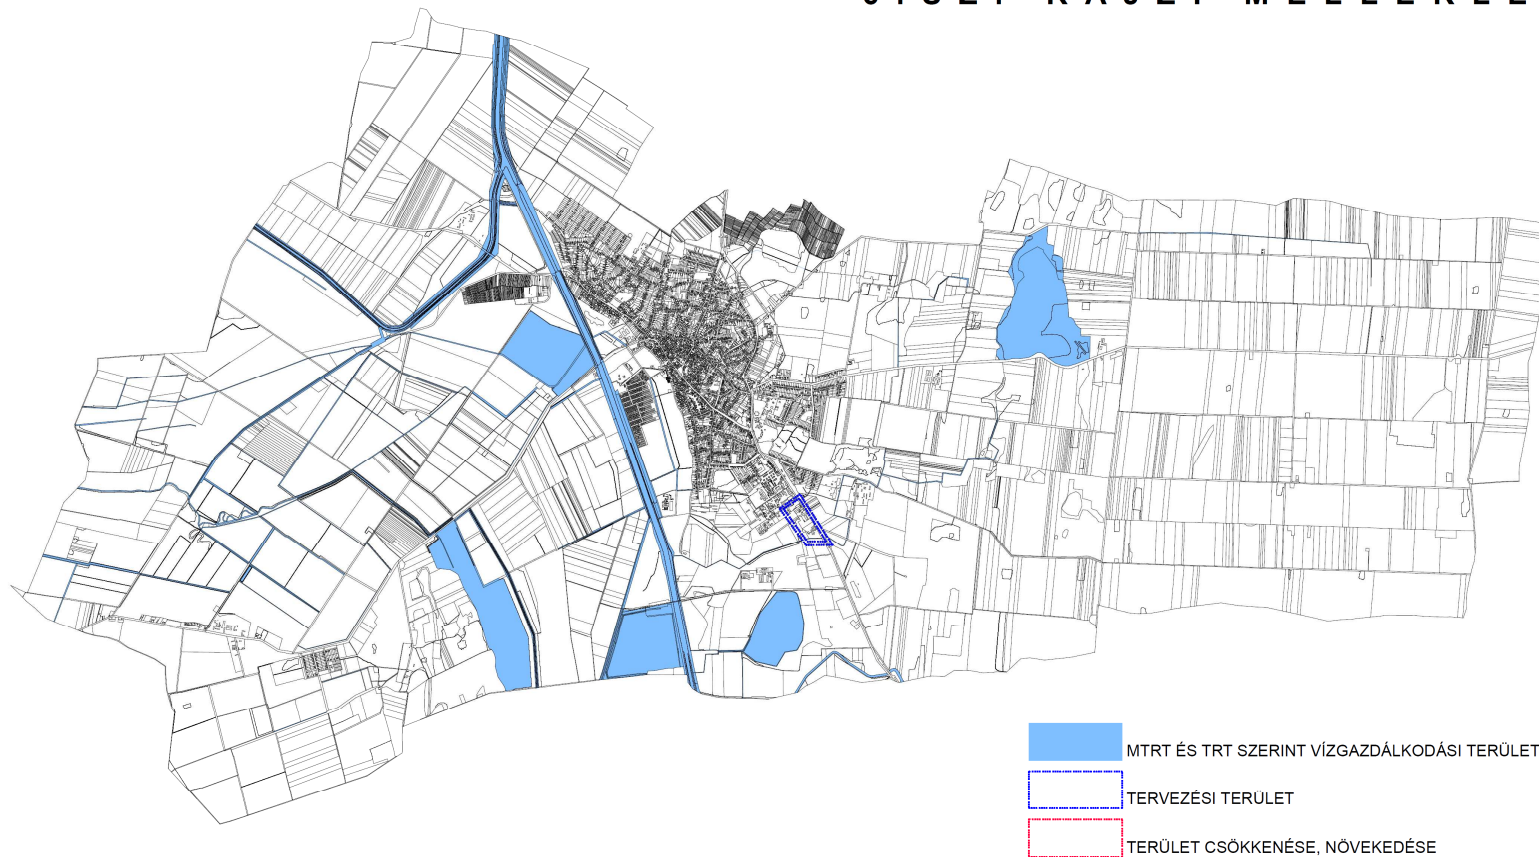 MTRT ÉS TRT SZERINT VÍZGAZDÁLKODÁSI TERÜLET
TERVEZÉSI TERÜLET
TERÜLET CSÖKKENÉSE, NÖVEKEDÉSE